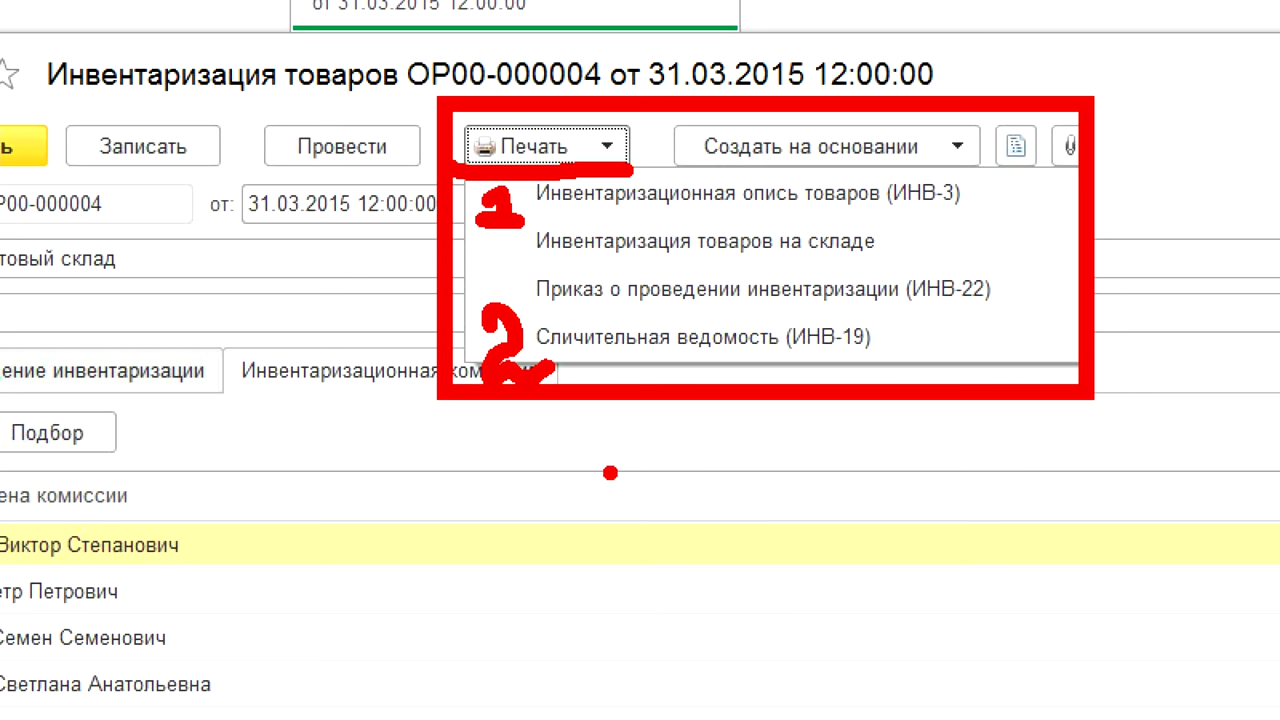 от 31.03.2015 12:00:00
Инвентаризация товаров ОР00-000004 от 31.03.2015 12:00:00
ь Записать Провести Печать Создать на основании
Р00-000004 от: 31.03.2015 12:00:00
1 Инвентаризационная опись товаров (ИНВ-3)
Инвентаризация товаров на складе
товый склад
Приказ о проведении инвентаризации (ИНВ-22)
2 Сличительная ведомость (ИНВ-19)
ение инвентаризации Инвентаризационная ком
Подбор
ена комиссии
Виктор Степанович
етр Петрович
Семен Семенович
Светлана Анатольевна